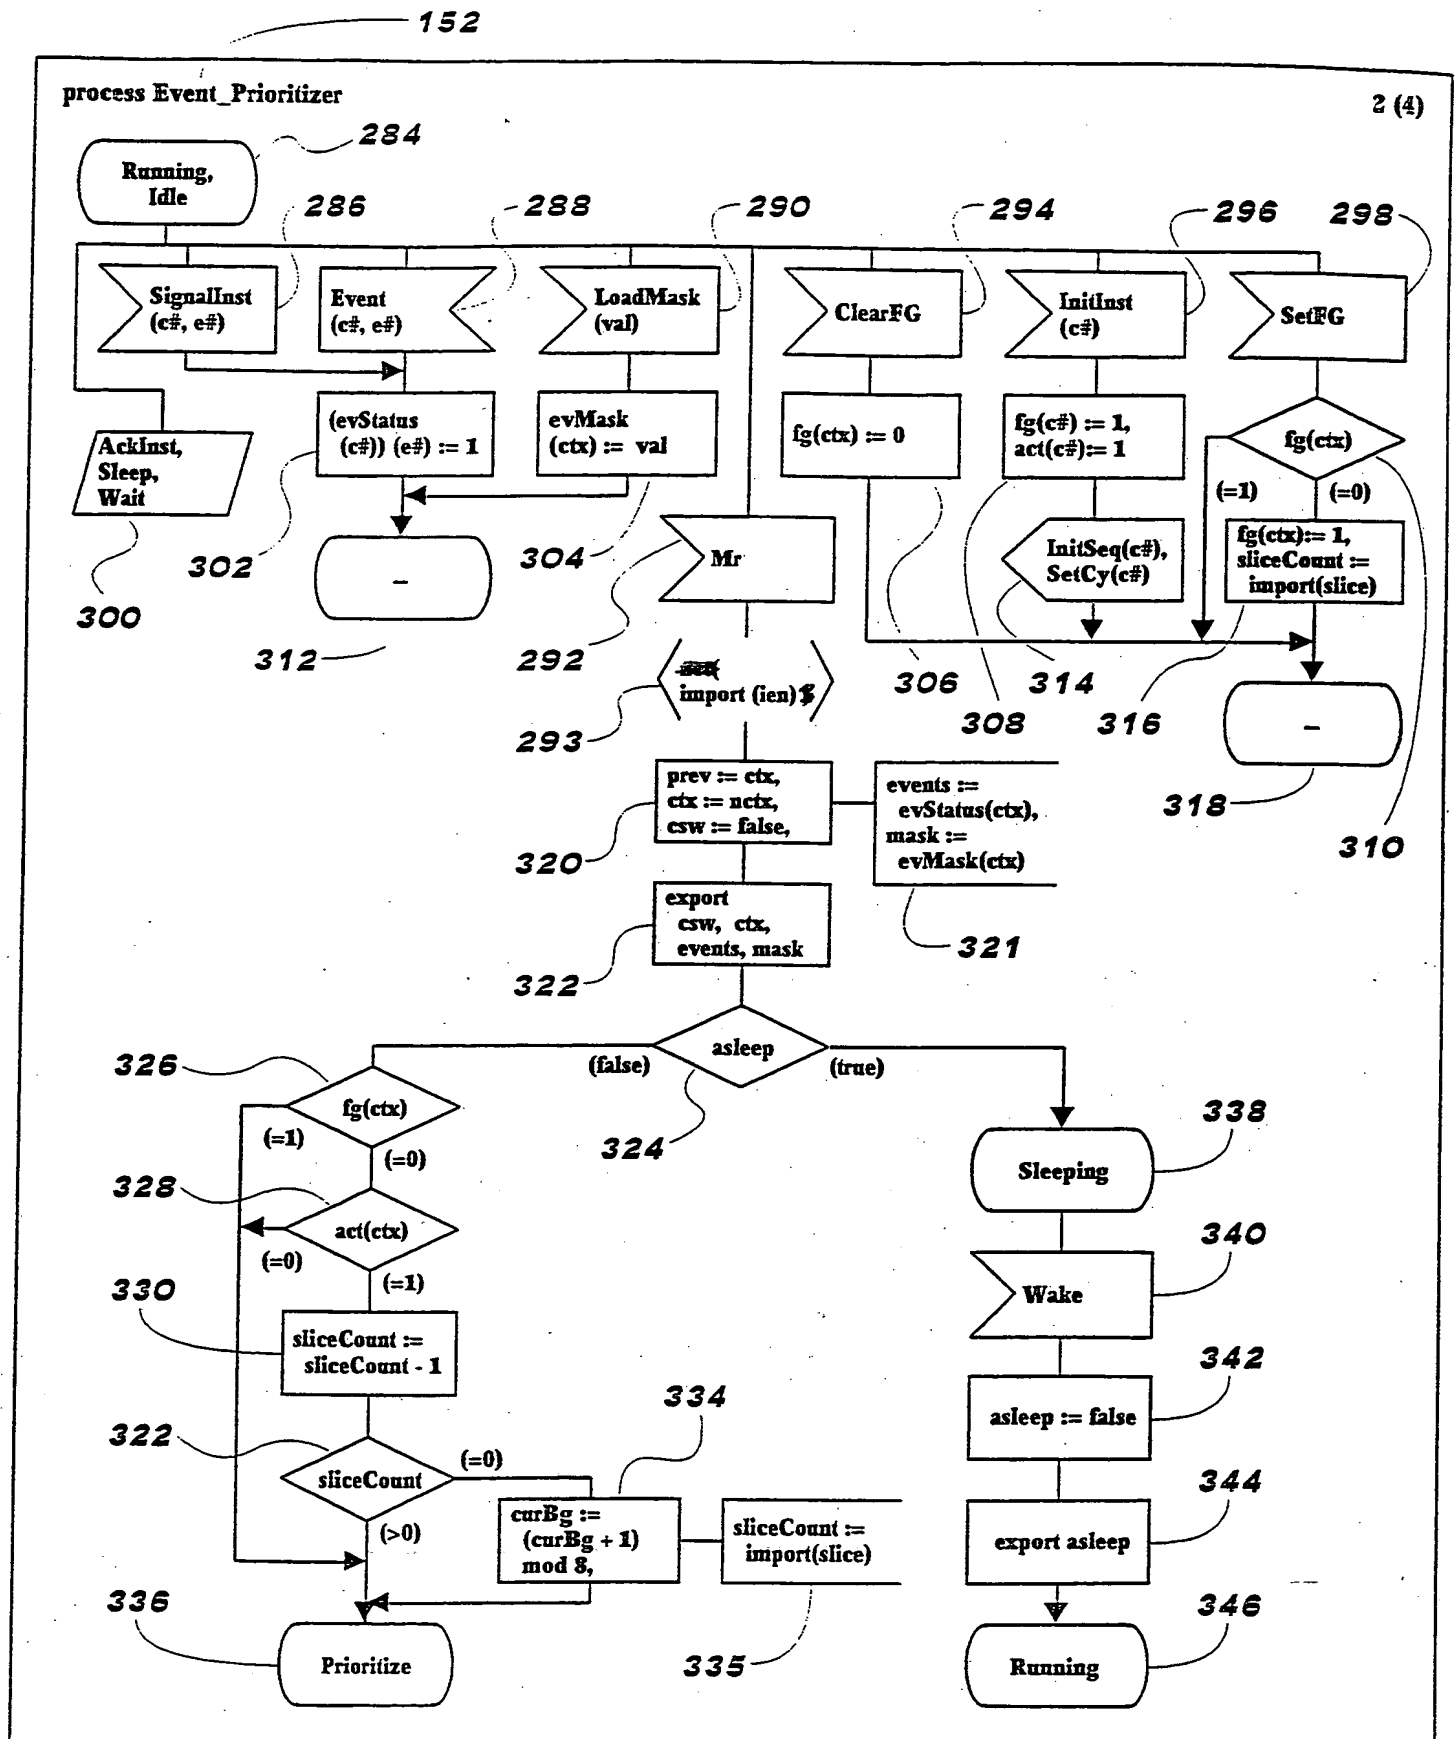 152
process Event_Prioritizer
2 (4)
284
Running,
Idle
286
288
290
294
296
298
SignalInst
(c#, e#)
Event
(c#, e#)
LoadMask
(val)
ClearFG
InitInst
(c#)
SetFG
AckInst,
Sleep,
Wait
(evStatus
(c#)) (e#) := 1
evMask
(ctx) := val
fg(ctx) := 0
fg(c#) := 1,
act(c#):= 1
fg(ctx)
(=1)
(=0)
300
302
304
Mr
InitSeq(c#),
SetCy(c#)
fg(ctx):= 1,
sliceCount :=
import(slice)
–
312
292
306
308
314
316
310
import (ien)
293
–
318
prev := ctx,
ctx := nctx,
csw := false,
events :=
evStatus(ctx),
mask :=
evMask(ctx)
320
321
export
csw, ctx,
events, mask
322
asleep
(false)
(true)
324
326
fg(ctx)
(=1)
(=0)
328
act(ctx)
(=0)
(=1)
330
sliceCount :=
sliceCount - 1
322
sliceCount
(=0)
(>0)
334
curBg :=
(curBg + 1)
mod 8,
sliceCount :=
import(slice)
335
336
Prioritize
338
Sleeping
340
Wake
342
asleep := false
344
export asleep
346
Running